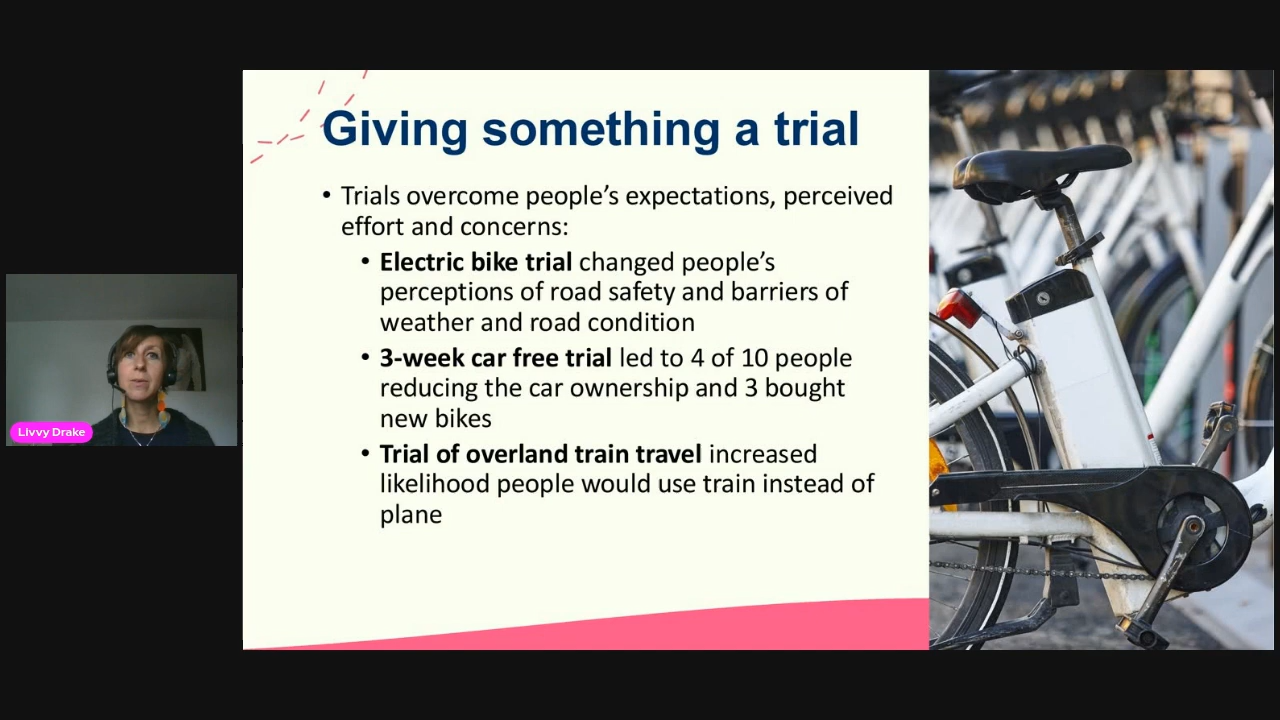 Giving something a trial
• Trials overcome people’s expectations, perceived
effort and concerns:
• Electric bike trial changed people’s
perceptions of road safety and barriers of
weather and road condition
• 3-week car free trial led to 4 of 10 people
reducing the car ownership and 3 bought
new bikes
• Trial of overland train travel increased
likelihood people would use train instead of
plane
Livvy Drake